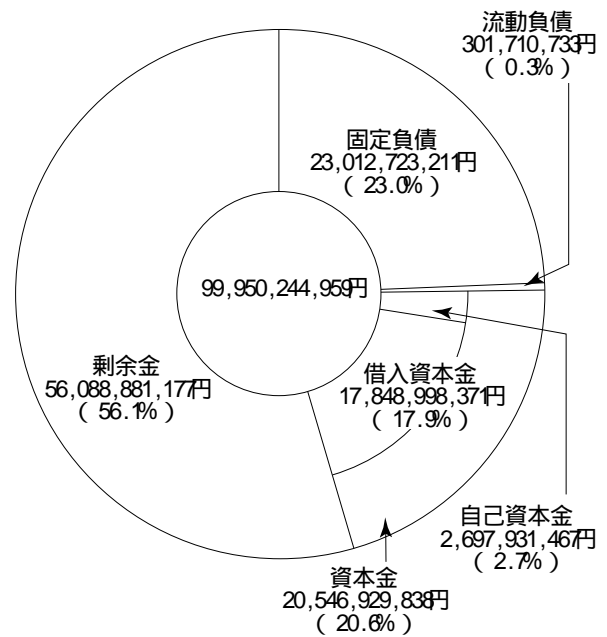 流動負債
301,710,733円
( 0.3% )
固定負債
23,012,723,211円
( 23.0% )
99,950,244,959円
剰余金
56,088,881,177円
( 56.1% )
借入資本金
17,848,998,371円
( 17.9% )
自己資本金
2,697,931,467円
( 2.7% )
資本金
20,546,929,838円
( 20.6% )